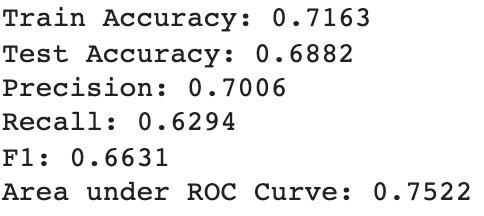 Train Accuracy: 0.7163
Test Accuracy: 0.6882
Precision: 0.7006
Recall: 0.6294
F1: 0.6631
Area under ROC Curve: 0.7522